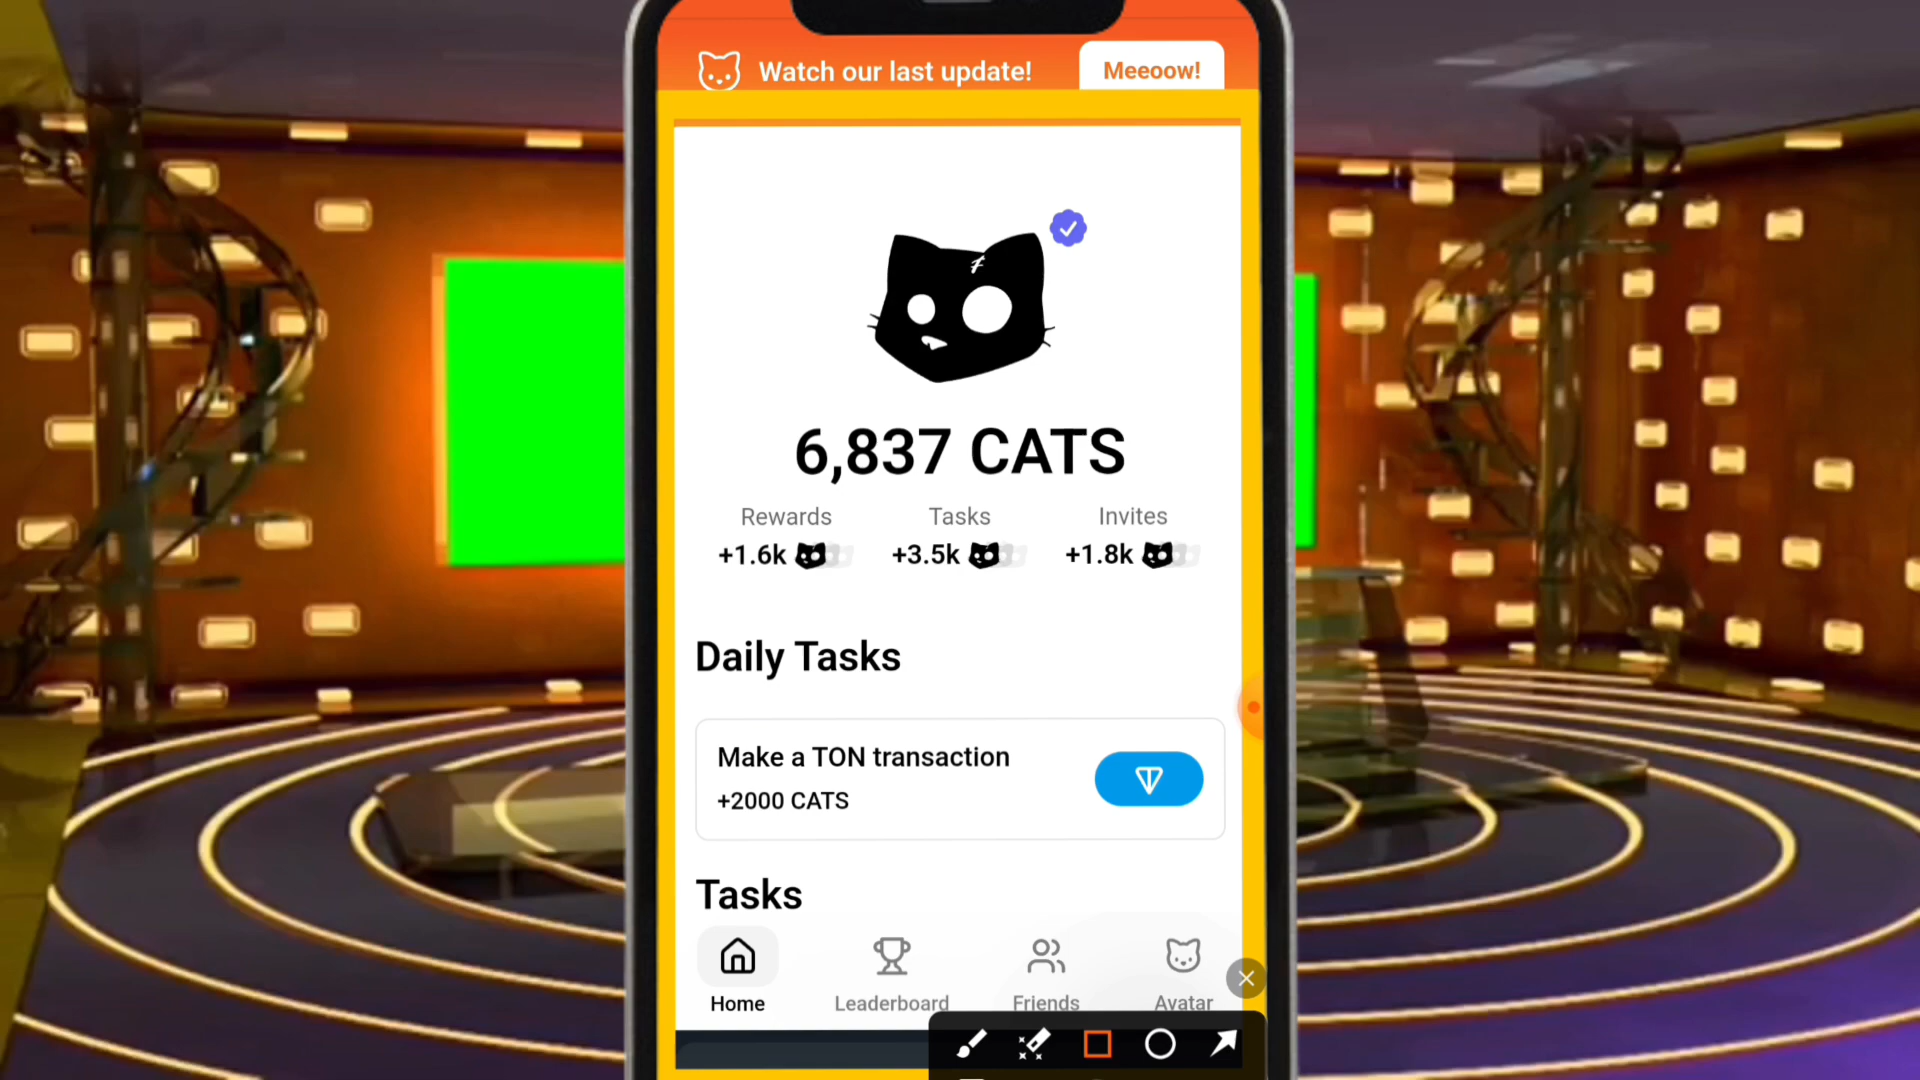 Watch our last update!
Meeoow!
6,837 CATS
Rewards Tasks Invites
+1.6k +3.5k +1.8k
Daily Tasks
Make a TON transaction
+2000 CATS
Tasks
Home Leaderboard Friends Avatar